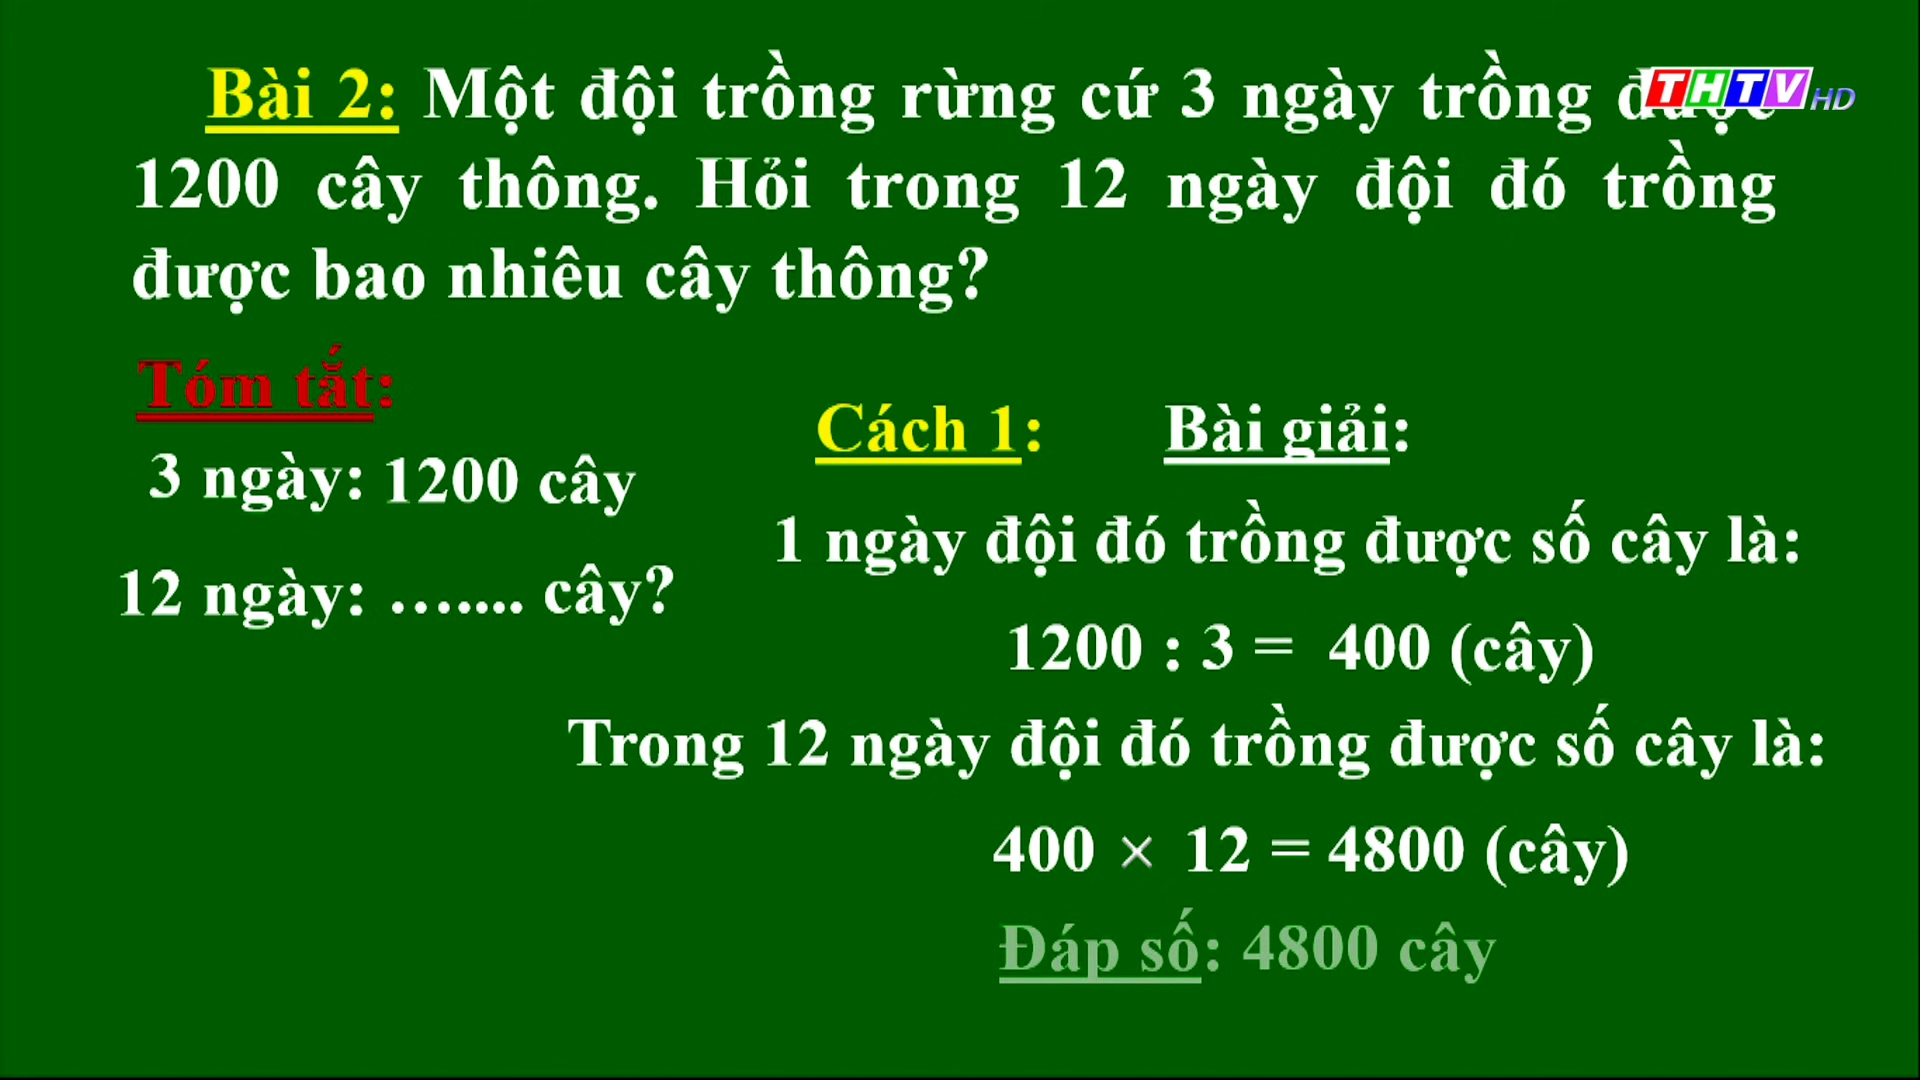 Bài 2: Một đội trồng rừng cứ 3 ngày trồng được
THTV HD
1200 cây thông. Hỏi trong 12 ngày đội đó trồng
được bao nhiêu cây thông?
Tóm tắt:
3 ngày: 1200 cây
12 ngày: …..... cây?
Cách 1: Bài giải:
1 ngày đội đó trồng được số cây là:
1200 : 3 = 400 (cây)
Trong 12 ngày đội đó trồng được số cây là:
400 × 12 = 4800 (cây)
Đáp số: 4800 cây